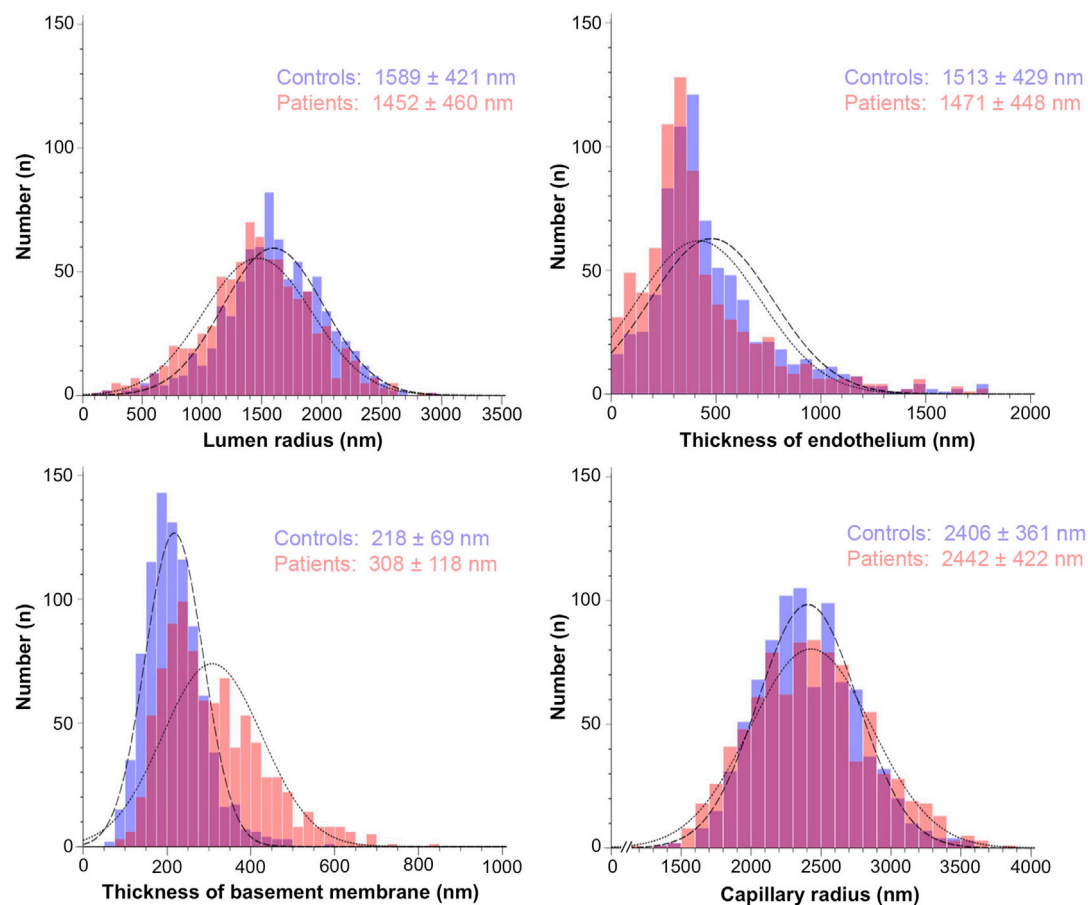 150
100
50
0
Number (n)
Controls: 1589 ± 421 nm
Patients: 1452 ± 460 nm
0 500 1000 1500 2000 2500 3000 3500
Lumen radius (nm)
150
100
50
0
Number (n)
Controls: 1513 ± 429 nm
Patients: 1471 ± 448 nm
0 500 1000 1500 2000
Thickness of endothelium (nm)
150
100
50
0
Number (n)
Controls: 218 ± 69 nm
Patients: 308 ± 118 nm
0 200 400 600 800 1000
Thickness of basement membrane (nm)
150
100
50
0
Number (n)
Controls: 2406 ± 361 nm
Patients: 2442 ± 422 nm
0 1500 2000 2500 3000 3500 4000
Capillary radius (nm)